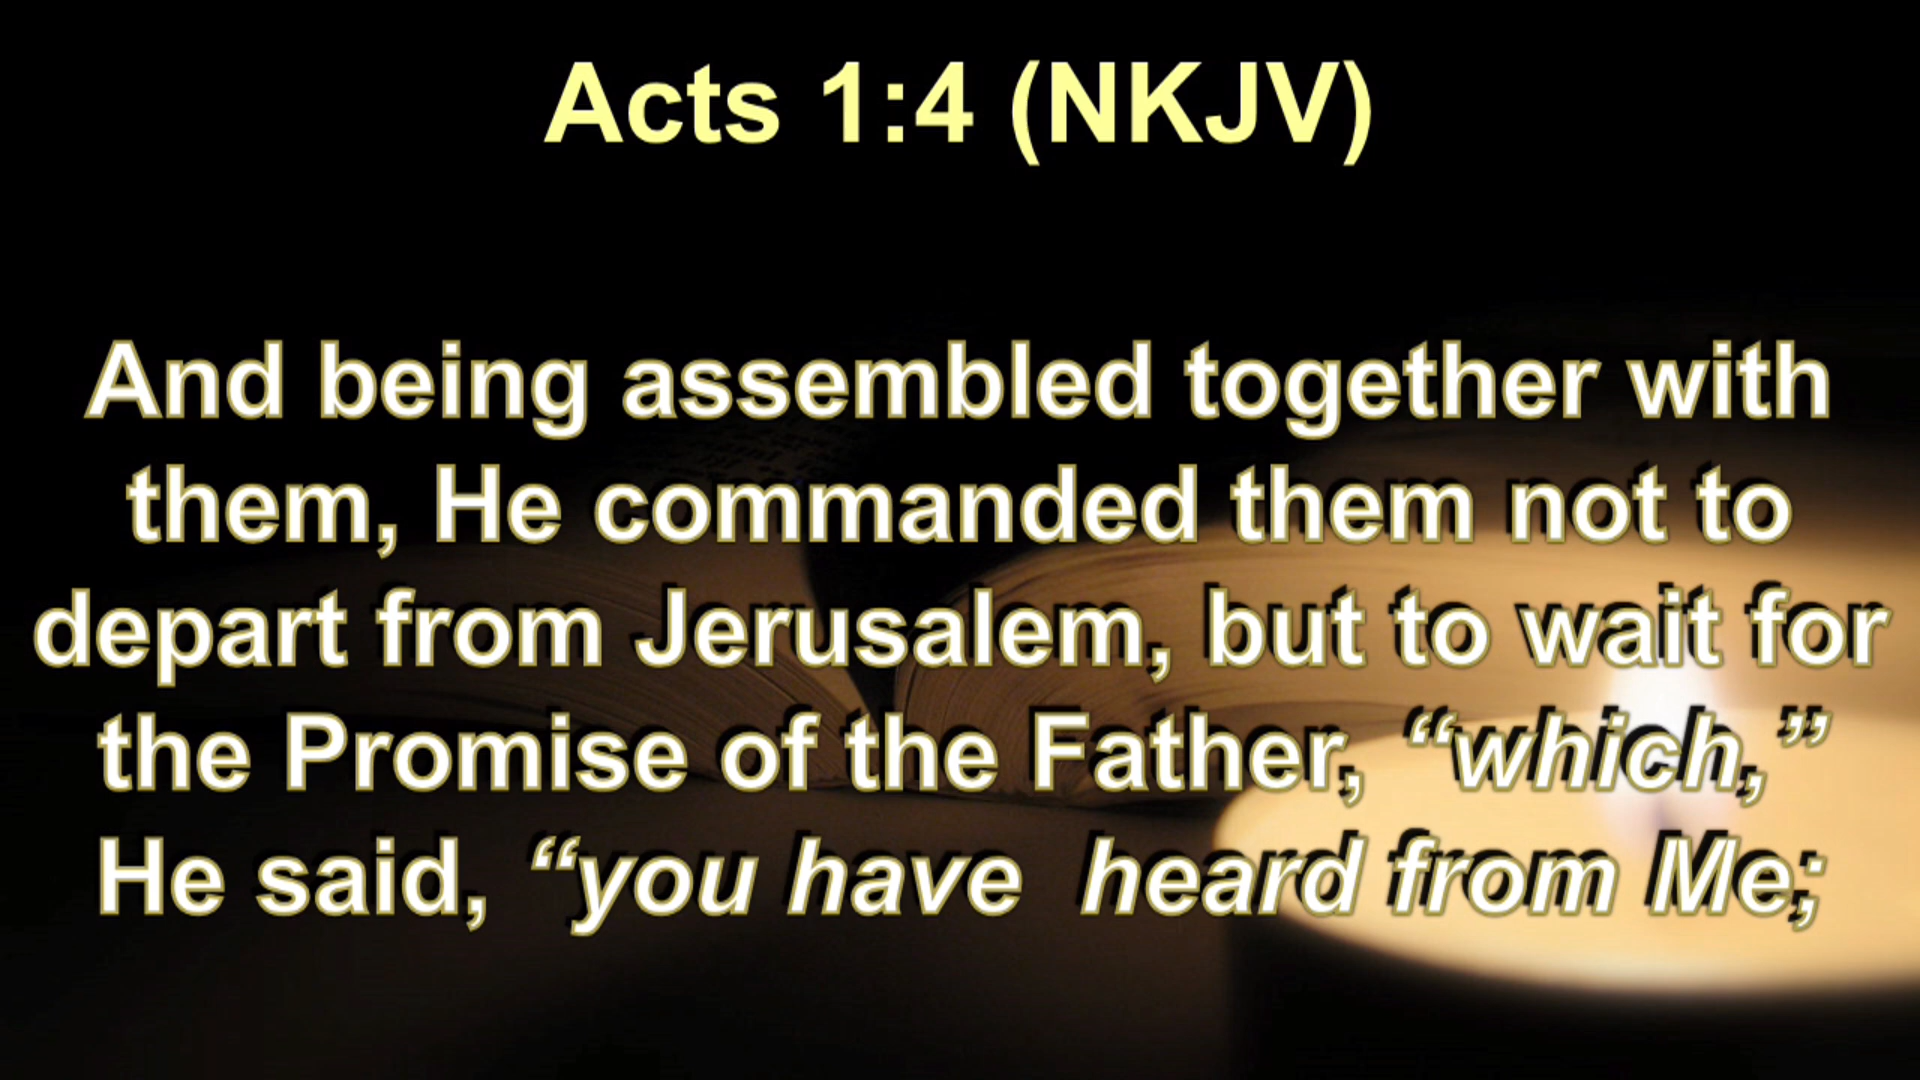 Acts 1:4 (NKJV)
And being assembled together with
them, He commanded them not to
depart from Jerusalem, but to wait for
the Promise of the Father, “which,”
He said, “you have  heard from Me;